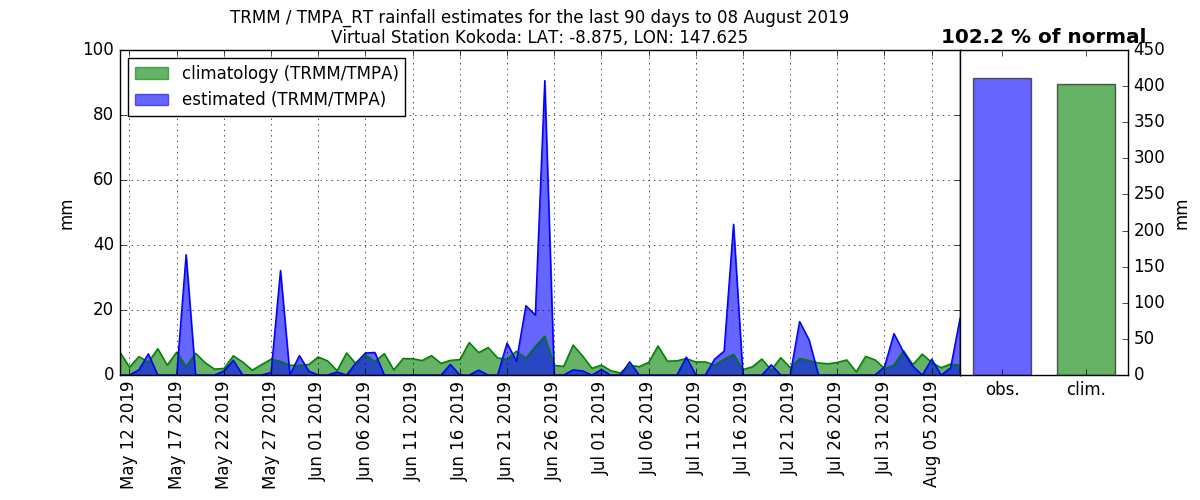 TRMM / TMPA_RT rainfall estimates for the last 90 days to 08 August 2019
Virtual Station Kokoda: LAT: -8.875, LON: 147.625
102.2 % of normal
climatology (TRMM/TMPA)
estimated (TRMM/TMPA)
100
80
60
40
20
0
mm
May 12 2019
May 17 2019
May 22 2019
May 27 2019
Jun 01 2019
Jun 06 2019
Jun 11 2019
Jun 16 2019
Jun 21 2019
Jun 26 2019
Jul 01 2019
Jul 06 2019
Jul 11 2019
Jul 16 2019
Jul 21 2019
Jul 26 2019
Jul 31 2019
Aug 05 2019
450
400
350
300
250
200
150
100
50
0
mm
obs.
clim.